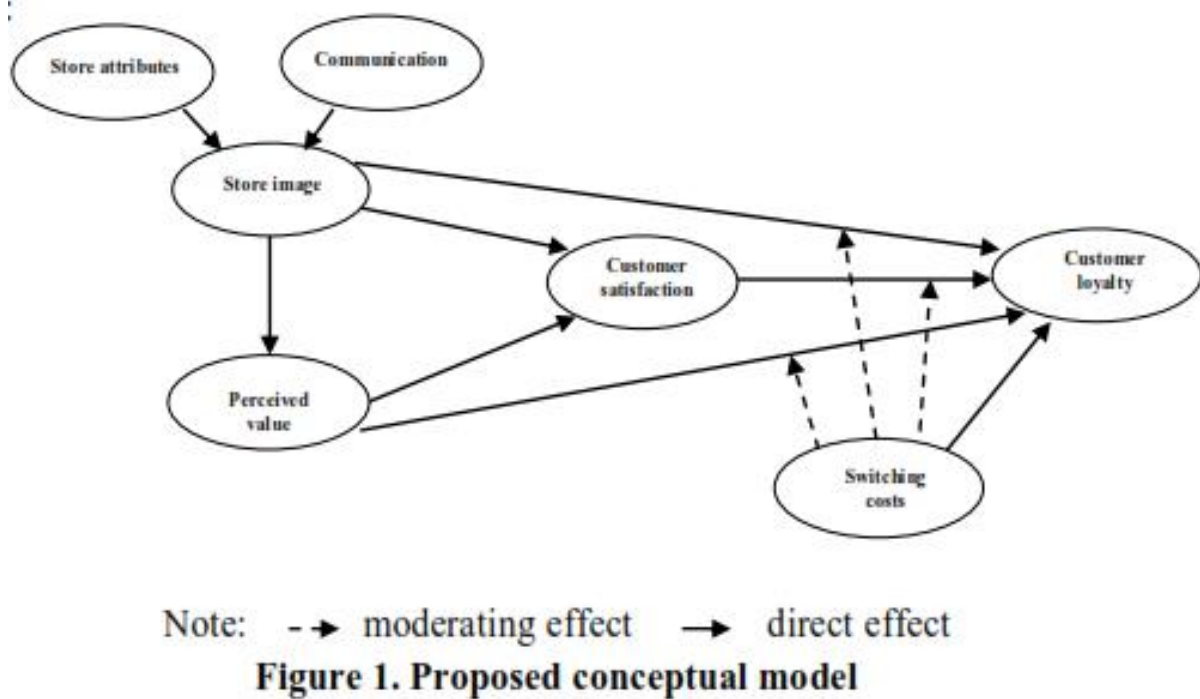 Store attributes
Communication
Store image
Customer
satisfaction
Customer
loyalty
Perceived
value
Switching
costs
Note: moderating effect direct effect
Figure 1. Proposed conceptual model